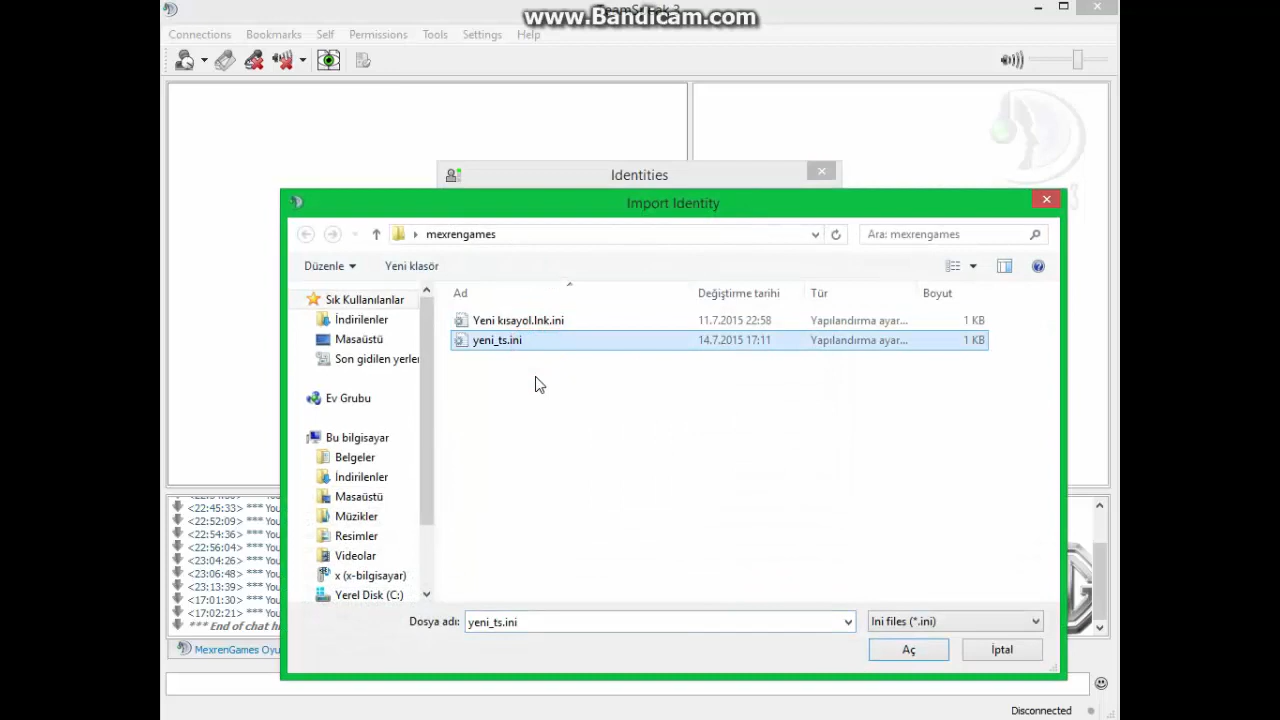 TeamSpeak 3
www.Bandicam.com
Connections Bookmarks Self Permissions Tools Settings Help
Identities
Import Identity
mexrengames
Ara: mexrengames
Düzenle Yeni klasör
Ad Değiştirme tarihi Tür Boyut
Yeni kısayol.lnk.ini 11.7.2015 22:58 Yapılandırma ayar... 1 KB
yeni_ts.ini 14.7.2015 17:11 Yapılandırma ayar... 1 KB
Sık Kullanılanlar
İndirilenler
Masaüstü
Son gidilen yerler
Ev Grubu
Bu bilgisayar
Belgeler
İndirilenler
Masaüstü
Müzikler
Resimler
Videolar
x (x-bilgisayar)
Yerel Disk (C:)
<22:45:33> *** You
<22:52:09> *** You
<22:54:36> *** You
<22:56:04> *** You
<23:04:26> *** You
<23:06:48> *** You
<23:13:39> *** You
<17:01:30> *** You
<17:02:21> *** You
*** End of chat hi
MexrenGames Oyu
Dosya adı: yeni_ts.ini Ini files (*.ini)
Aç İptal
Disconnected